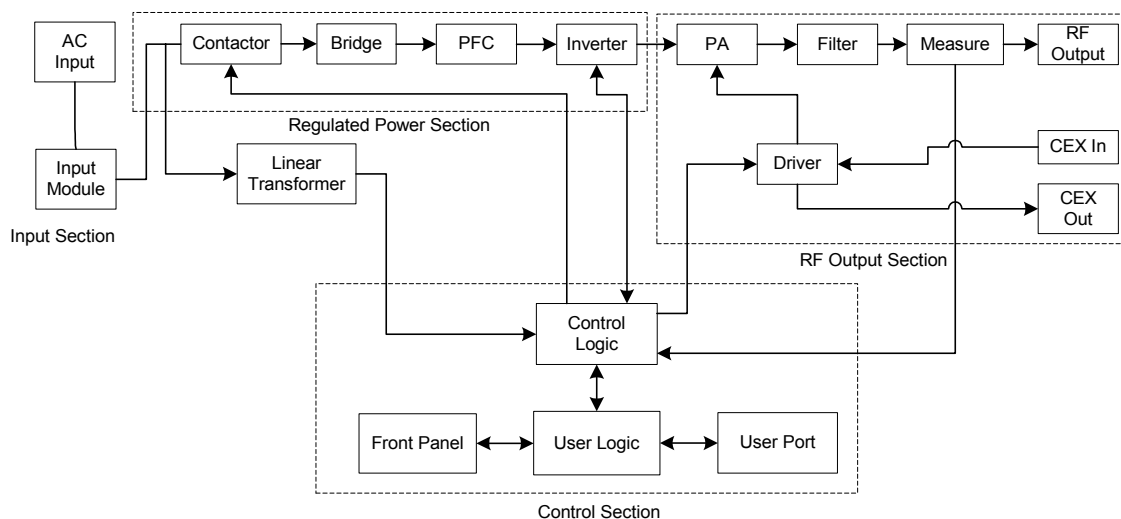 AC
Input
Contactor
Bridge
PFC
Inverter
PA
Filter
Measure
RF
Output
Regulated Power Section
Input
Module
Linear
Transformer
Driver
CEX In
CEX
Out
Input Section
RF Output Section
Control
Logic
Front Panel
User Logic
User Port
Control Section